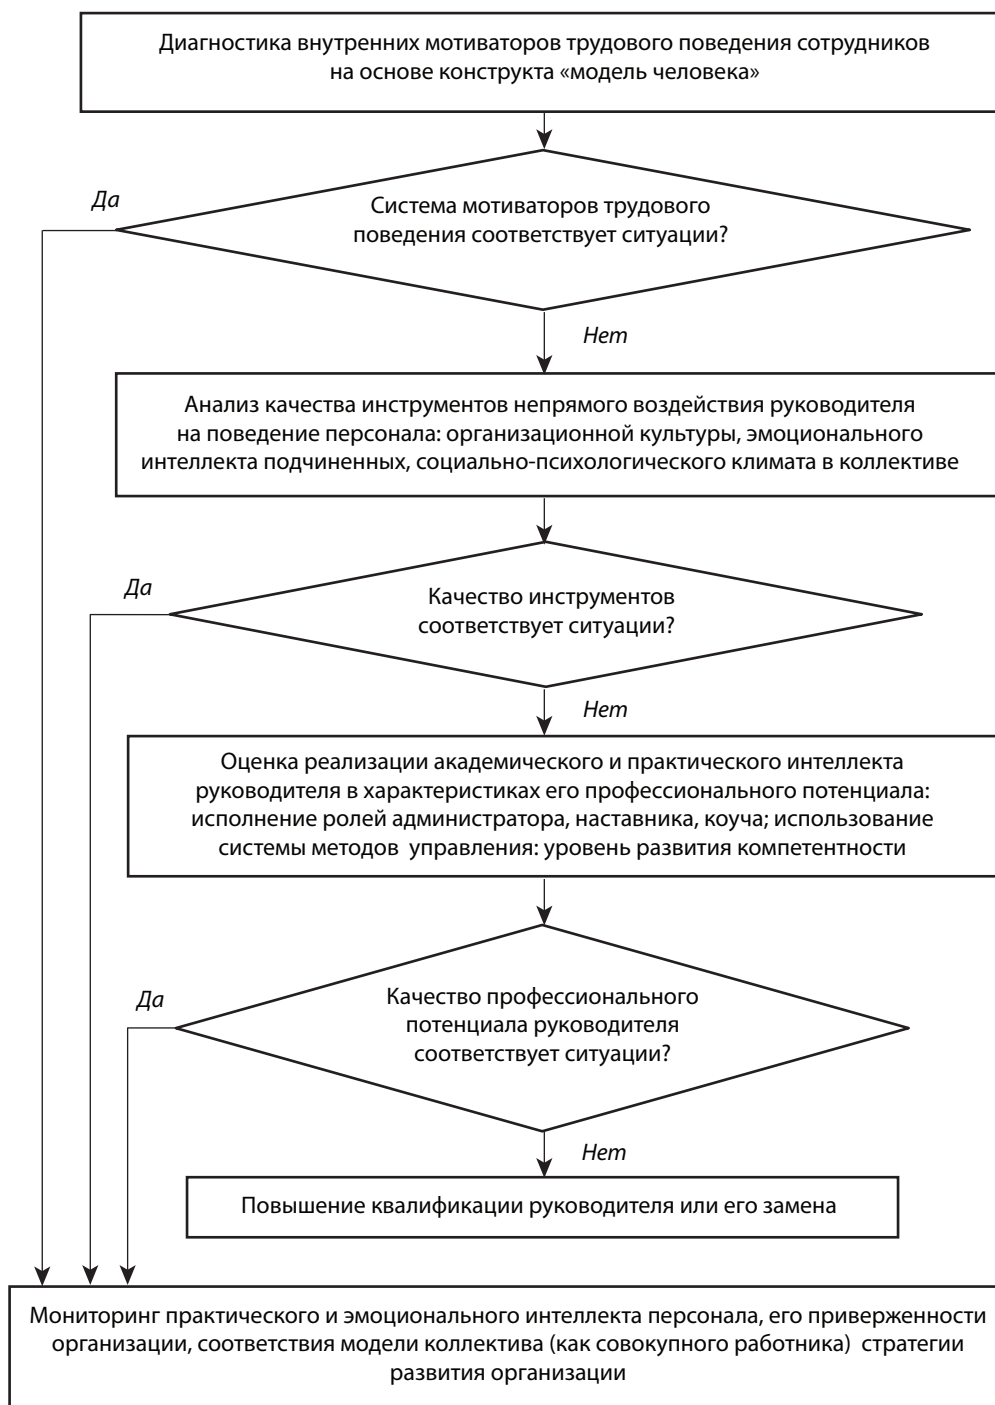 Диагностика внутренних мотиваторов трудового поведения сотрудников
на основе конструкта «модель человека»
Да
Система мотиваторов трудового
поведения соответствует ситуации?
Нет
Анализ качества инструментов непрямого воздействия руководителя
на поведение персонала: организационной культуры, эмоционального
интеллекта подчиненных, социально-психологического климата в коллективе
Да
Качество инструментов
соответствует ситуации?
Нет
Оценка реализации академического и практического интеллекта
руководителя в характеристиках его профессионального потенциала:
исполнение ролей администратора, наставника, коуча; использование
системы методов управления: уровень развития компетентности
Да
Качество профессионального
потенциала руководителя
соответствует ситуации?
Нет
Повышение квалификации руководителя или его замена
Мониторинг практического и эмоционального интеллекта персонала, его приверженности
организации, соответствия модели коллектива (как совокупного работника) стратегии
развития организации